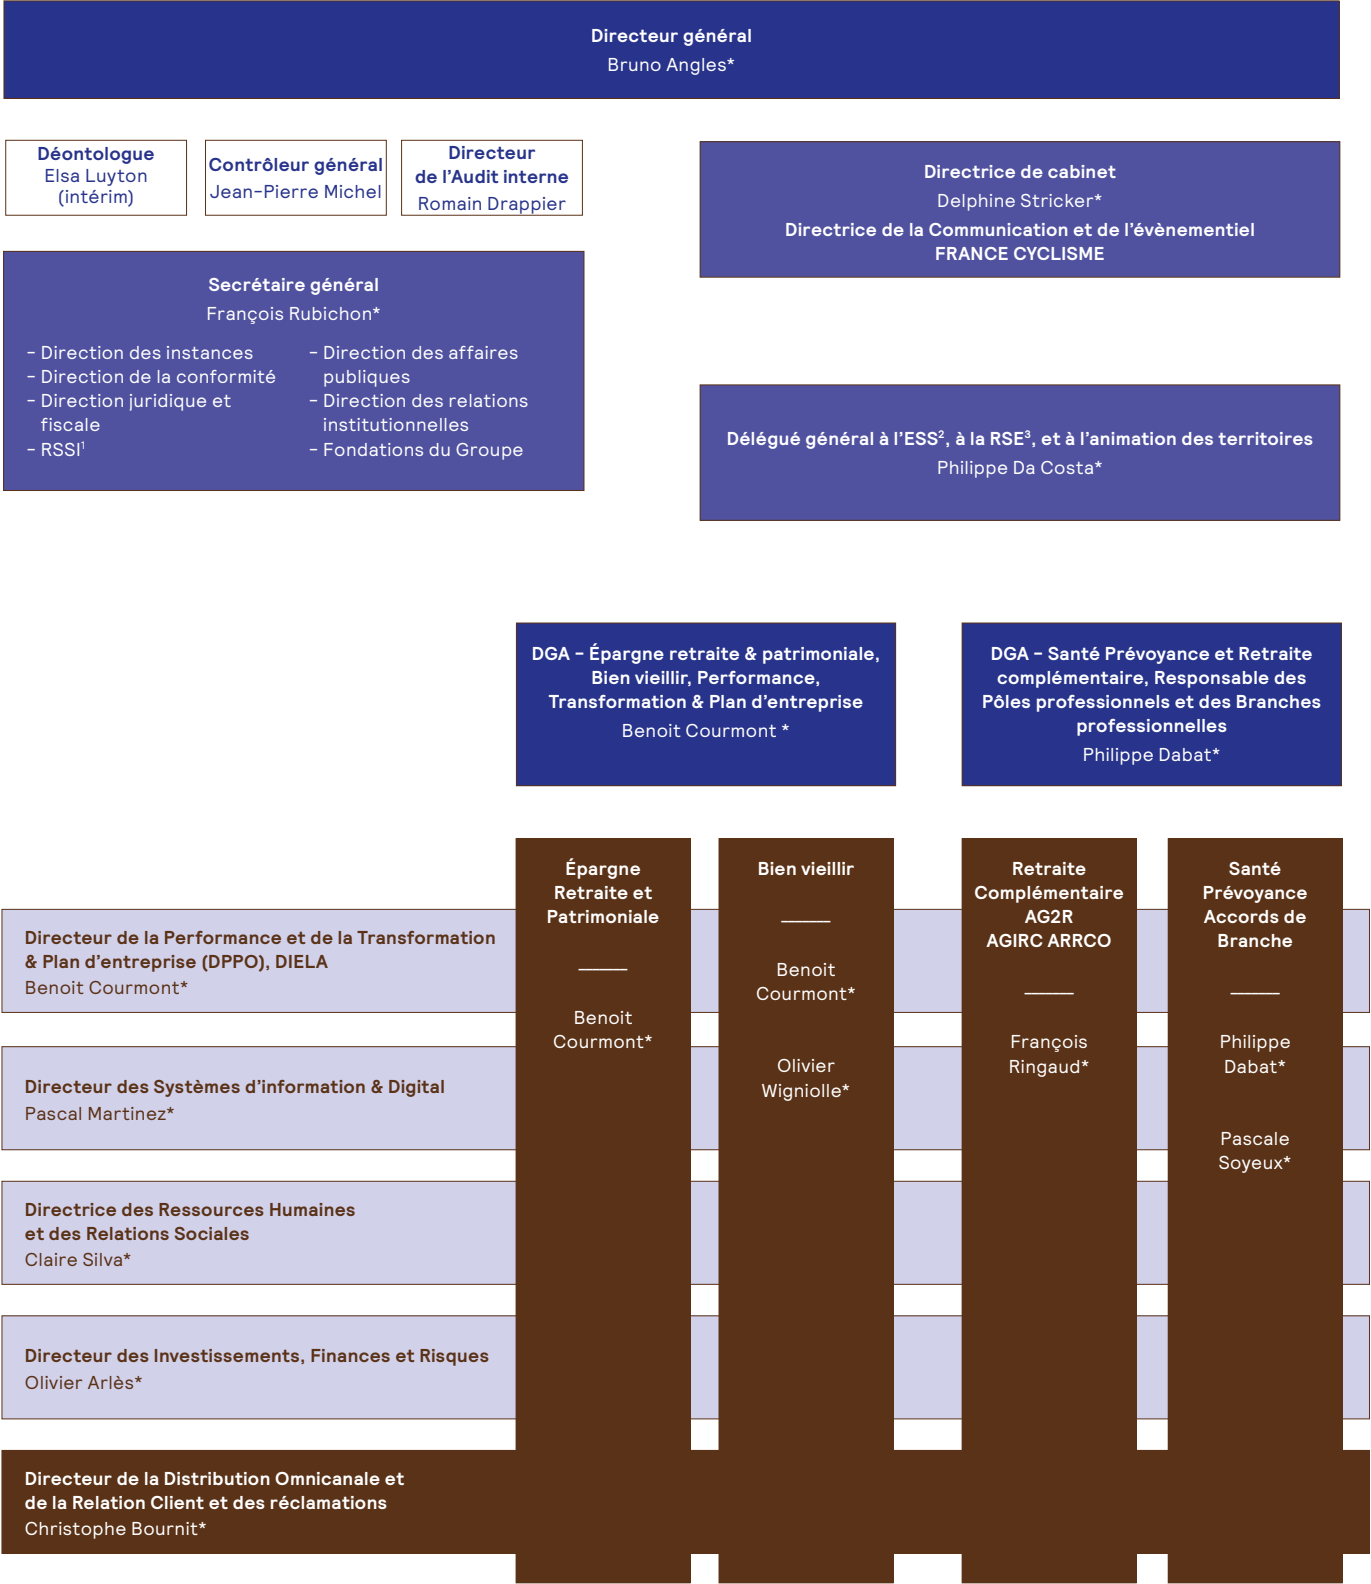 Directeur général
Bruno Angles*
Déontologue
Elsa Luyton
(intérim)
Contrôleur général
Jean-Pierre Michel
Directeur
de l'Audit interne
Romain Drappier
Directrice de cabinet
Delphine Stricker*
Directrice de la Communication et de l'évènementiel
FRANCE CYCLISME
Secrétaire général
François Rubichon*
- Direction des instances
- Direction de la conformité
- Direction juridique et
fiscale
- RSSI¹
- Direction des affaires
publiques
- Direction des relations
institutionnelles
- Fondations du Groupe
Délégué général à l'ESS², à la RSE³, et à l'animation des territoires
Philippe Da Costa*
DGA - Épargne retraite & patrimoniale,
Bien vieillir, Performance,
Transformation & Plan d'entreprise
Benoit Courmont *
DGA - Santé Prévoyance et Retraite
complémentaire, Responsable des
Pôles professionnels et des Branches
professionnelles
Philippe Dabat*
Épargne
Retraite et
Patrimoniale
Benoit
Courmont*
Bien vieillir
Benoit
Courmont*
Olivier
Wigniolle*
Retraite
Complémentaire
AG2R
AGIRC ARRCO
François
Ringaud*
Santé
Prévoyance
Accords de
Branche
Philippe
Dabat*
Pascale
Soyeux*
Directeur de la Performance et de la Transformation
& Plan d'entreprise (DPPO), DIELA
Benoit Courmont*
Directeur des Systèmes d'information & Digital
Pascal Martinez*
Directrice des Ressources Humaines
et des Relations Sociales
Claire Silva*
Directeur des Investissements, Finances et Risques
Olivier Arlès*
Directeur de la Distribution Omnicanale et
de la Relation Client et des réclamations
Christophe Bournit*